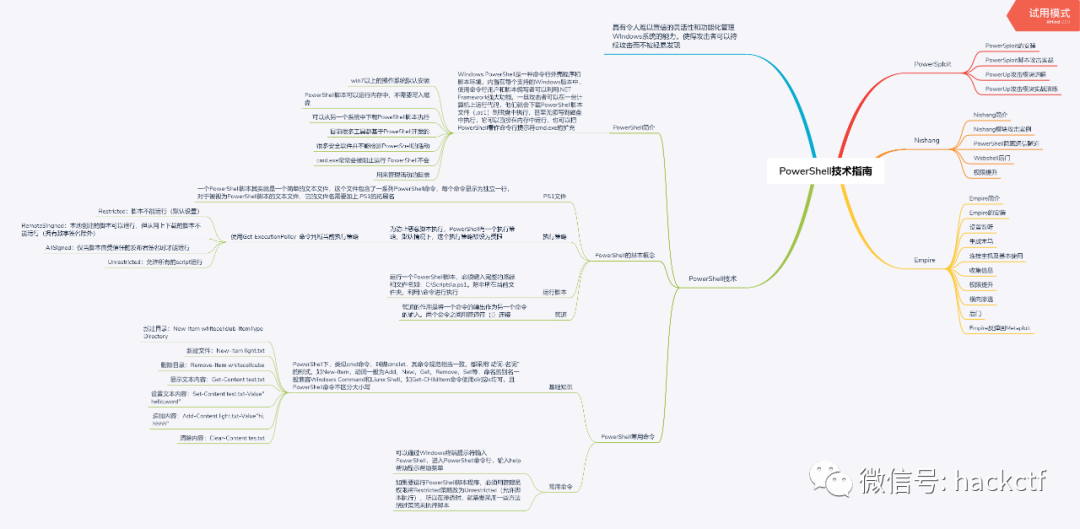 试用模式
XMind ZEN
具有令人难以置信的灵活性和功能化管理
Windows系统的能力，使得攻击者可以持
续攻击而不被轻易发现
PowerShell技术指南
PowerSploit
PowerSploit的安装
PowerSploit脚本攻击实战
PowerUp攻击模块讲解
PowerUp攻击模块实战演练
Nishang
Nishang简介
Nishang模块攻击实例
PowerShell隐藏通信隧道
Webshell后门
权限提升
Empire
Empire简介
Empire的安装
设置监听
生成木马
连接主机及基本使用
收集信息
权限提升
横向渗透
后门
Empire反弹回Metaploit
PowerShell技术
PowerShell简介
Windows PowerShell是一种命令行外壳程序和
脚本环境，内置在每个支持的Windows版本中，
使用命令行用户和脚本编写者可以利用.NET
Framework强大功能。一旦攻击者可以在一台计
算机上运行代码，他们就会下载PowerShell脚本
文件（.ps1）到磁盘中执行，甚至无须写到磁盘
中执行，它可以直接在内存中运行，也可以把
PowerShell看作命令行提示符cmd.exe的扩充
win7以上的操作系统默认安装
PowerShell脚本可以运行内存中，不需要写入磁
盘
可以从另一个系统中下载PowerShell脚本执行
目前很多工具都基于PoweShell开发的
很多安全软件并不能检测PowerShell的活动
cmd.exe常常会被阻止运行 PowerShell不会
用来管理活动的目录
PowerShell的基本概念
PS1文件
一个PowerShell脚本其实就是一个简单的文本文件，这个文件包含了一系列PowerShell命令，每个命令显示为独立一行，
对于被视为PowerShell脚本的文本文件，它的文件名需要加上.PS1的拓展名
执行策略
为防止恶意脚本执行，PowerShell有一个执行策
略，默认情况下，这个执行策略被设为受限
使用Get-ExecutionPolicy 命令判断当前执行策略
Restricted：脚本不能运行（默认设置）
RemoteSingned：本地创建的脚本可以运行，但从网上下载的脚本不
能运行（拥有数字签名除外）
AllSigned：仅当脚本由受信任的发布者签名时才能运行
Unrestricted：允许所有的script运行
运行脚本
运行一个PowerShell脚本，必须键入完整的路径
和文件名如：C:\Scripts\a.ps1。除非所在当前文
件夹，利用\命令进行执行
管道
管道的作用是将一个命令的输出作为另一个命令
的输入，两个命令之间用管道符（|）连接
PowerShell常用命令
基础知识
PowerShell下，类似cmd命令，叫做cmdlet，其命令规范相当一致，都采用"动词-名词"
的形式，如New-Item，动词一般为Add、New、Get、Remove、Set等，命名的别名一
般兼容Windows Command和Liunx Shell，如Get-ChildItem命令使用dir或ls均可，且
PowerShell命令不区分大小写
新建目录：New-Item whitecellclub-ItemType
Directory
新建文件：New-Item light.txt
删除目录：Remove-Item whitecellclube
显示文本内容：Get-Content test.txt
设置文本内容：Set-Content test.txt-Value"
hello,word"
追加内容：Add-Content light.txt-Value"hi,
清除内容：Clear-Content tes.txt
常用命令
可以通过Windows终端提示符输入
PowerShell，进入PowerShell命令行，输入help
帮助显示帮助菜单
如果要运行PowerShell脚本程序，必须用管理员
权限将Restricted策略改为Unrestricted（允许脚
本执行），所以在渗透时，就需要采用一些方法
绕过策略来执行脚本
微信号: hackctf